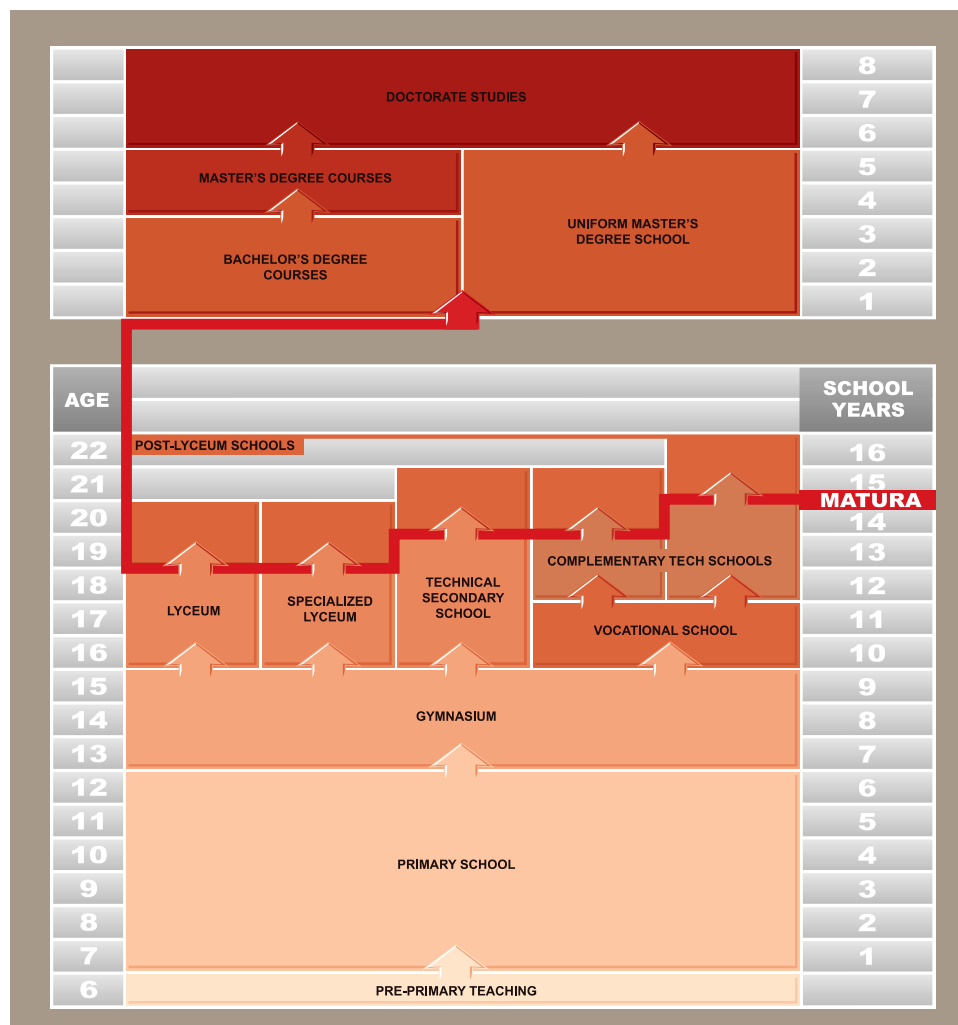 8
DOCTORATE STUDIES
7
6
MASTER'S DEGREE COURSES
5
4
UNIFORM MASTER'S
DEGREE SCHOOL
3
BACHELOR'S DEGREE
COURSES
2
1
AGE
SCHOOL
YEARS
22
POST-LYCEUM SCHOOLS
16
21
15
MATURA
20
14
19
COMPLEMENTARY TECH SCHOOLS
13
18
TECHNICAL
SECONDARY
SCHOOL
12
LYCEUM
SPECIALIZED
LYCEUM
17
VOCATIONAL SCHOOL
11
16
10
15
9
14
GYMNASIUM
8
13
7
12
6
11
5
10
PRIMARY SCHOOL
4
9
3
8
2
7
1
6
PRE-PRIMARY TEACHING